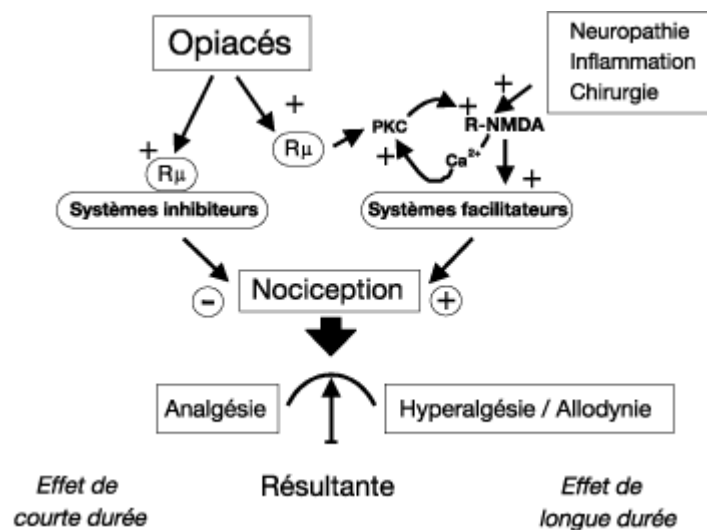 Opiacés
Neuropathie
Inflammation
Chirurgie
+
+
+
+
Rµ
PKC
R-NMDA
+
Rµ
+
Ca²⁺
+
Systèmes inhibiteurs
Systèmes facilitateurs
−
Nociception
+
Analgésie
Hyperalgésie / Allodynie
Effet de
courte durée
Résultante
Effet de
longue durée